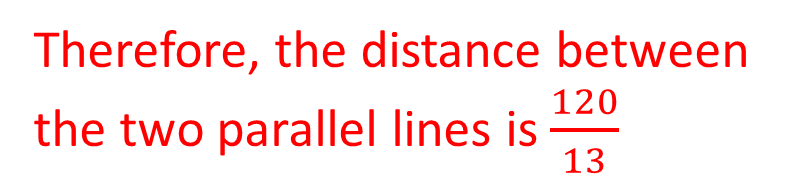 Therefore, the distance between
the two parallel lines is 120/13